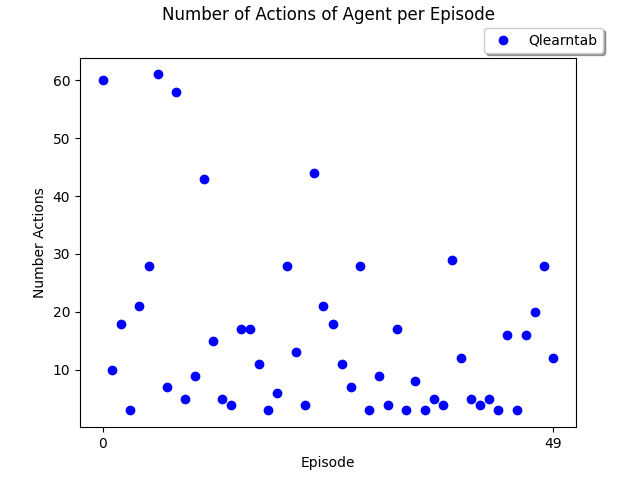 Number of Actions of Agent per Episode
Qlearntab
60
50
40
30
20
10
Number Actions
0
49
Episode